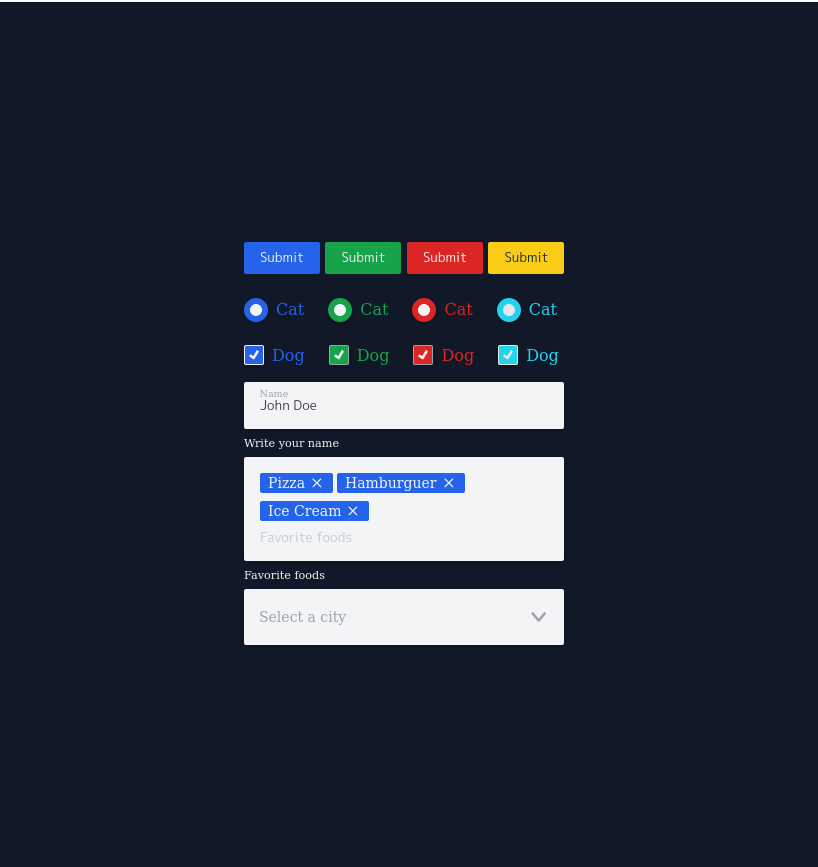 Submit Submit Submit Submit
Cat Cat Cat Cat
Dog Dog Dog Dog
Name
John Doe
Write your name
Pizza Hamburguer
Ice Cream
Favorite foods
Favorite foods
Select a city